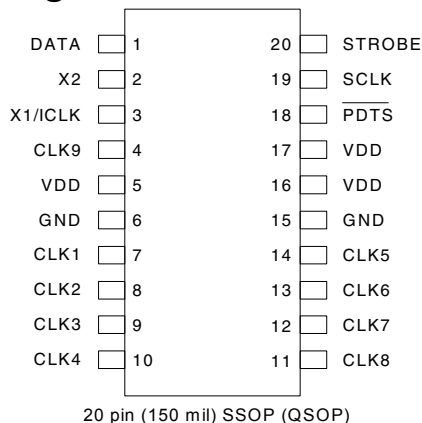 g
DATA 1 20 STROBE
X2 2 19 SCLK
X1/ICLK 3 18 PDTS
CLK9 4 17 VDD
VDD 5 16 VDD
GND 6 15 GND
CLK1 7 14 CLK5
CLK2 8 13 CLK6
CLK3 9 12 CLK7
CLK4 10 11 CLK8
20 pin (150 mil) SSOP (QSOP)